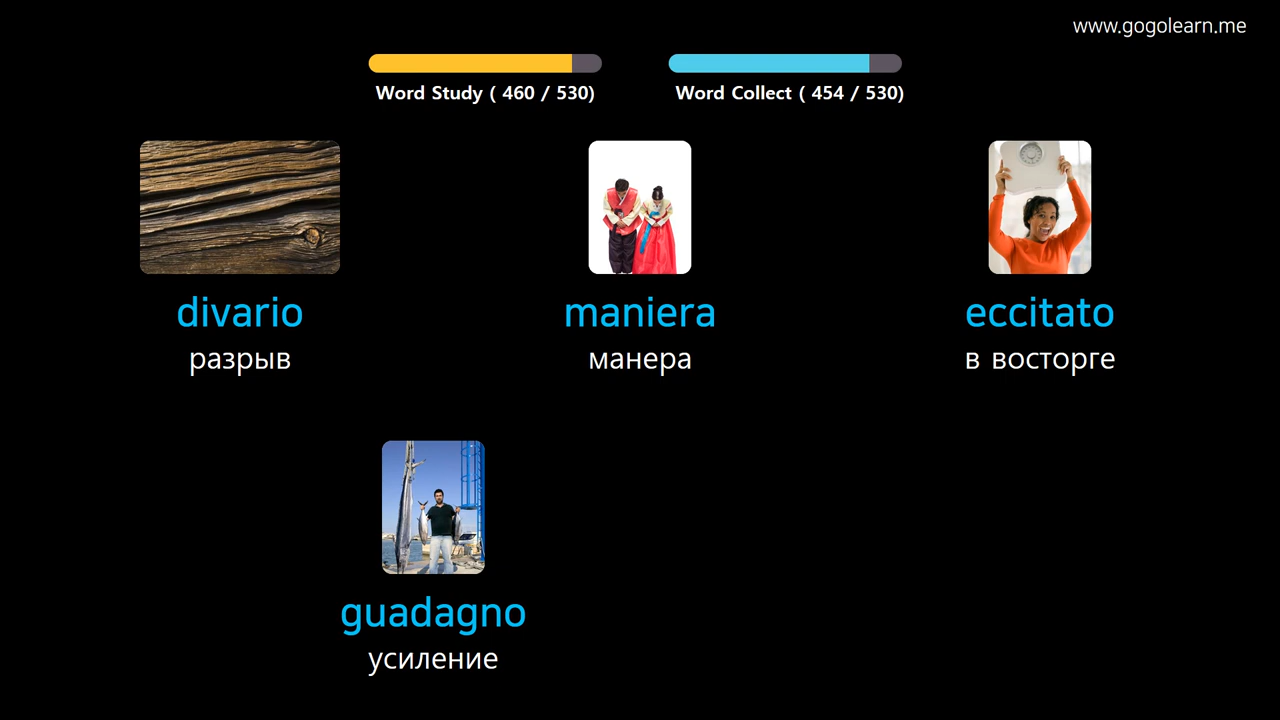 www.gogolearn.me
Word Study ( 460 / 530)
Word Collect ( 454 / 530)
divario
maniera
eccitato
разрыв
манера
в восторге
guadagno
усиление